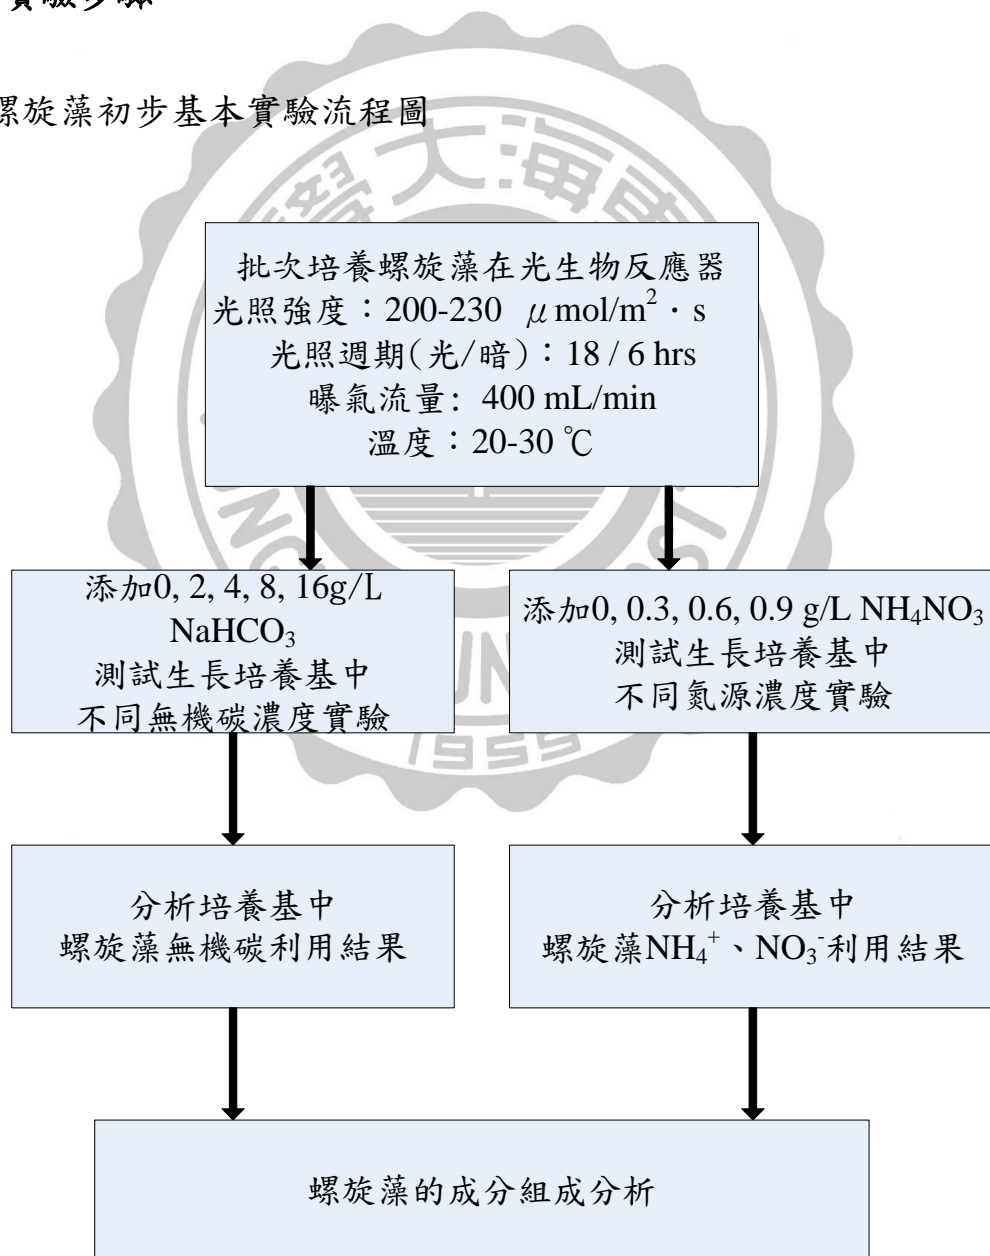 實驗步驟
螺旋藻初步基本實驗流程圖
批次培養螺旋藻在光生物反應器
光照強度：200-230 μmol/m²・s
光照週期(光/暗)：18 / 6 hrs
曝氣流量: 400 mL/min
溫度：20-30 ℃
添加0, 2, 4, 8, 16g/L
NaHCO₃
測試生長培養基中
不同無機碳濃度實驗
添加0, 0.3, 0.6, 0.9 g/L NH₄NO₃
測試生長培養基中
不同氮源濃度實驗
分析培養基中
螺旋藻無機碳利用結果
分析培養基中
螺旋藻NH₄⁺、NO₃⁻利用結果
螺旋藻的成分組成分析
學大海東
1955